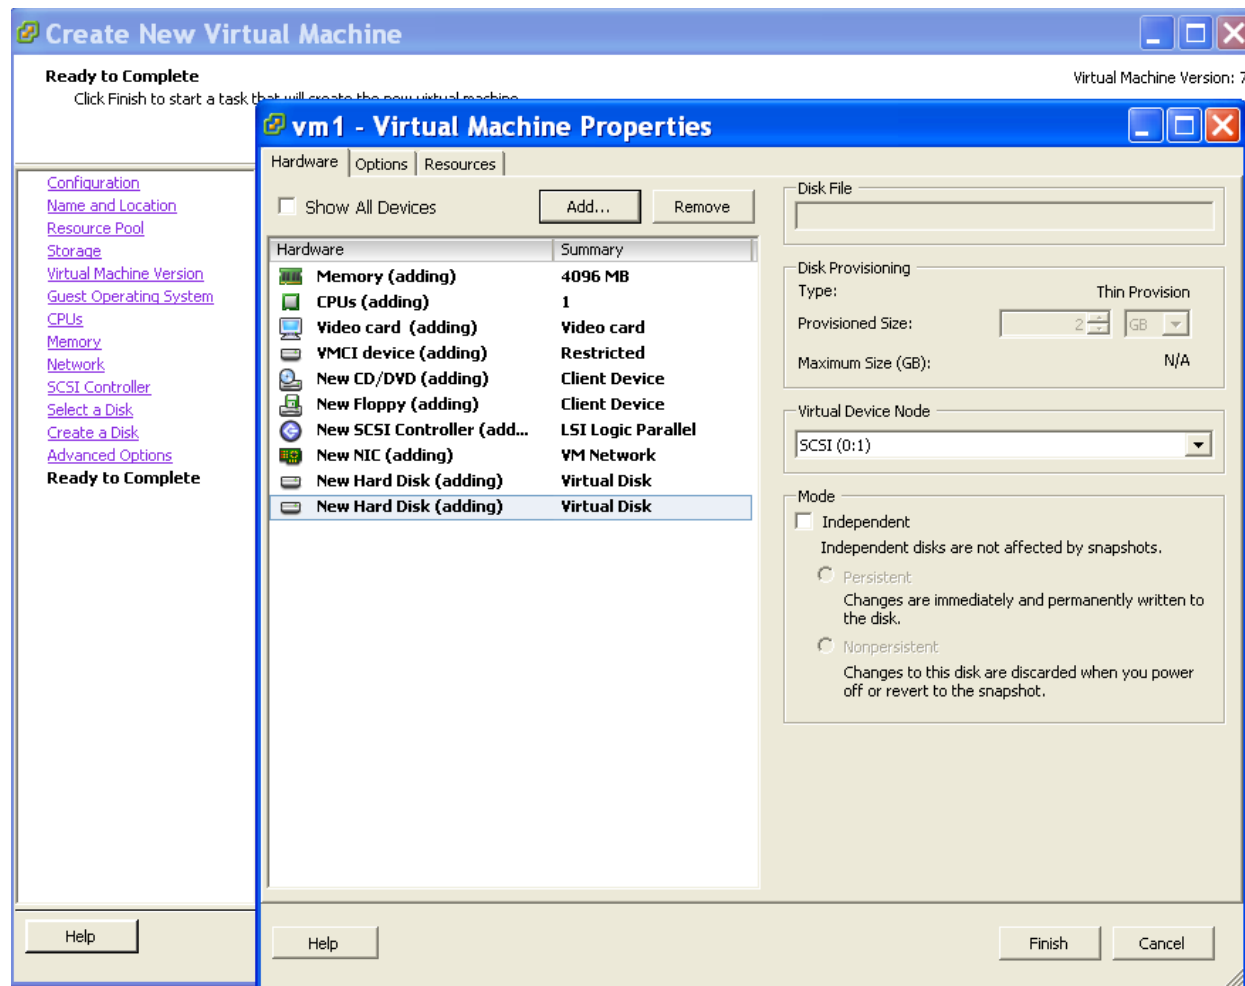 Create New Virtual Machine
Ready to Complete
Virtual Machine Version: 7
Click Finish to start a task that will create the new virtual machine
vm1 - Virtual Machine Properties
Hardware Options Resources
Configuration
Name and Location
Resource Pool
Storage
Virtual Machine Version
Guest Operating System
CPUs
Memory
Network
SCSI Controller
Select a Disk
Create a Disk
Advanced Options
Ready to Complete
Help
Show All Devices Add... Remove
Hardware Summary
Memory (adding) 4096 MB
CPUs (adding) 1
Video card (adding) Video card
VMCI device (adding) Restricted
New CD/DVD (adding) Client Device
New Floppy (adding) Client Device
New SCSI Controller (add... LSI Logic Parallel
New NIC (adding) VM Network
New Hard Disk (adding) Virtual Disk
New Hard Disk (adding) Virtual Disk
Disk File
Disk Provisioning
Type: Thin Provision
Provisioned Size: 2 GB
Maximum Size (GB): N/A
Virtual Device Node
SCSI (0:1)
Mode
Independent
Independent disks are not affected by snapshots.
Persistent
Changes are immediately and permanently written to
the disk.
Nonpersistent
Changes to this disk are discarded when you power
off or revert to the snapshot.
Help Finish Cancel